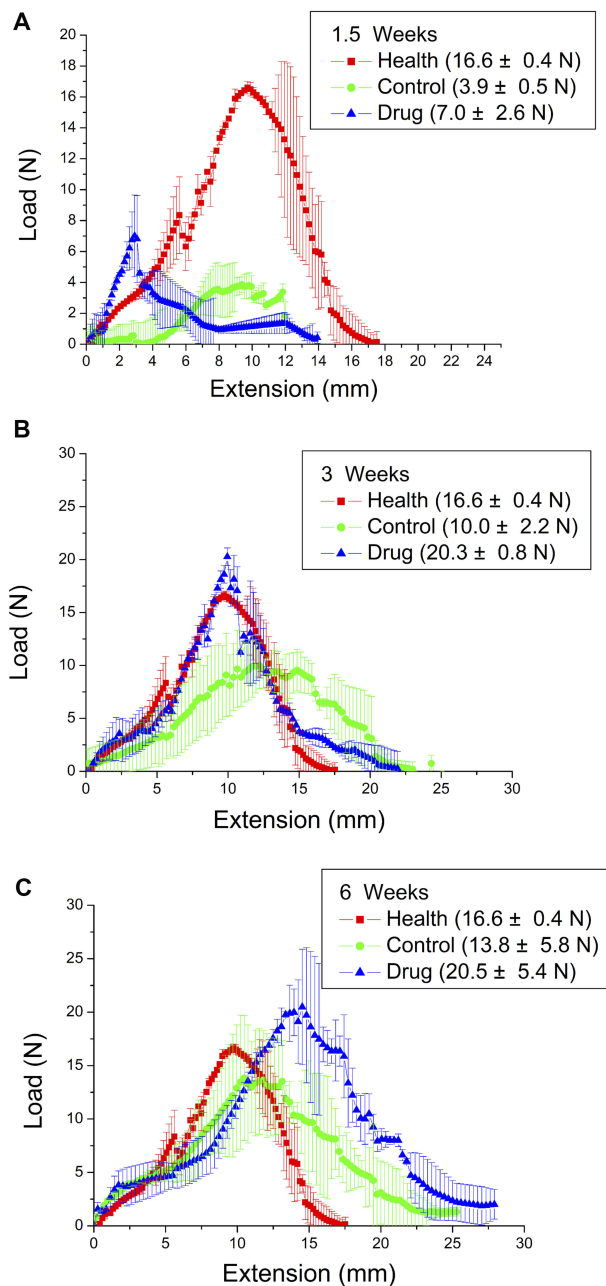 A
1.5 Weeks
Health (16.6 ± 0.4 N)
Control (3.9 ± 0.5 N)
Drug (7.0 ± 2.6 N)
20
18
16
14
12
10
8
6
4
2
0
Load (N)
0 2 4 6 8 10 12 14 16 18 20 22 24
Extension (mm)
B
3 Weeks
Health (16.6 ± 0.4 N)
Control (10.0 ± 2.2 N)
Drug (20.3 ± 0.8 N)
30
25
20
15
10
5
0
Load (N)
0 5 10 15 20 25 30
Extension (mm)
C
6 Weeks
Health (16.6 ± 0.4 N)
Control (13.8 ± 5.8 N)
Drug (20.5 ± 5.4 N)
30
25
20
15
10
5
0
Load (N)
0 5 10 15 20 25 30
Extension (mm)